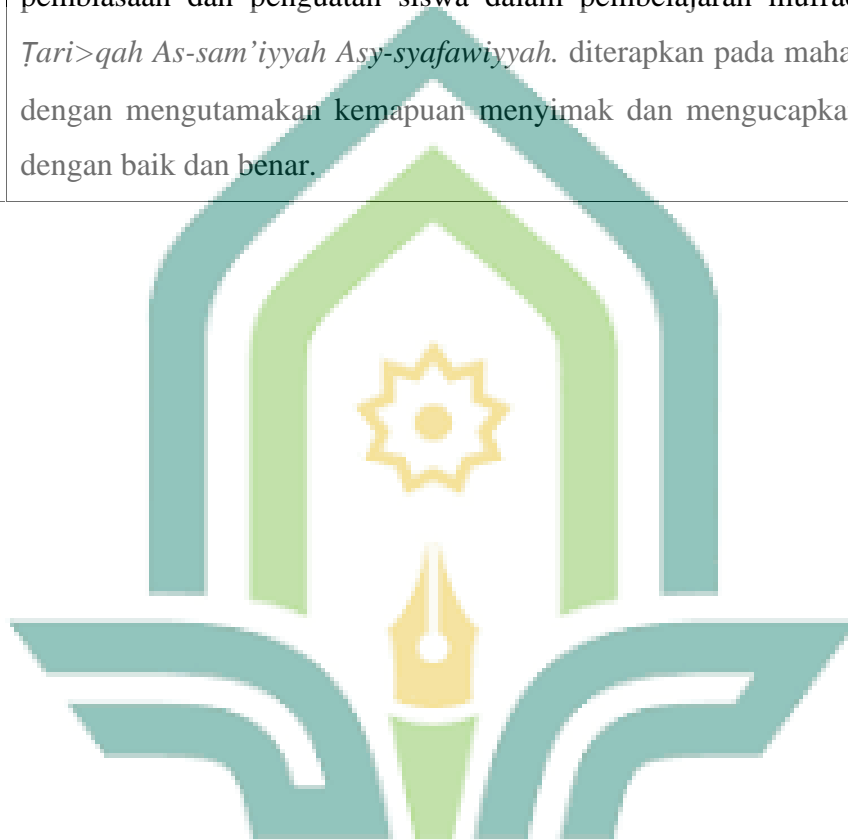 pembiasaan dan penguatan siswa dalam pembelajaran
Ṭari>qah As-sam'iyyah Asy-syafawiyyah. diterapkan pada maha
dengan mengutamakan kemapuan menyimak dan mengucapka
dengan baik dan benar.